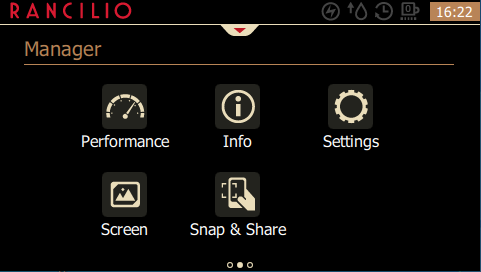 RANCILIO 16:22
Manager
Performance Info Settings
Screen Snap & Share